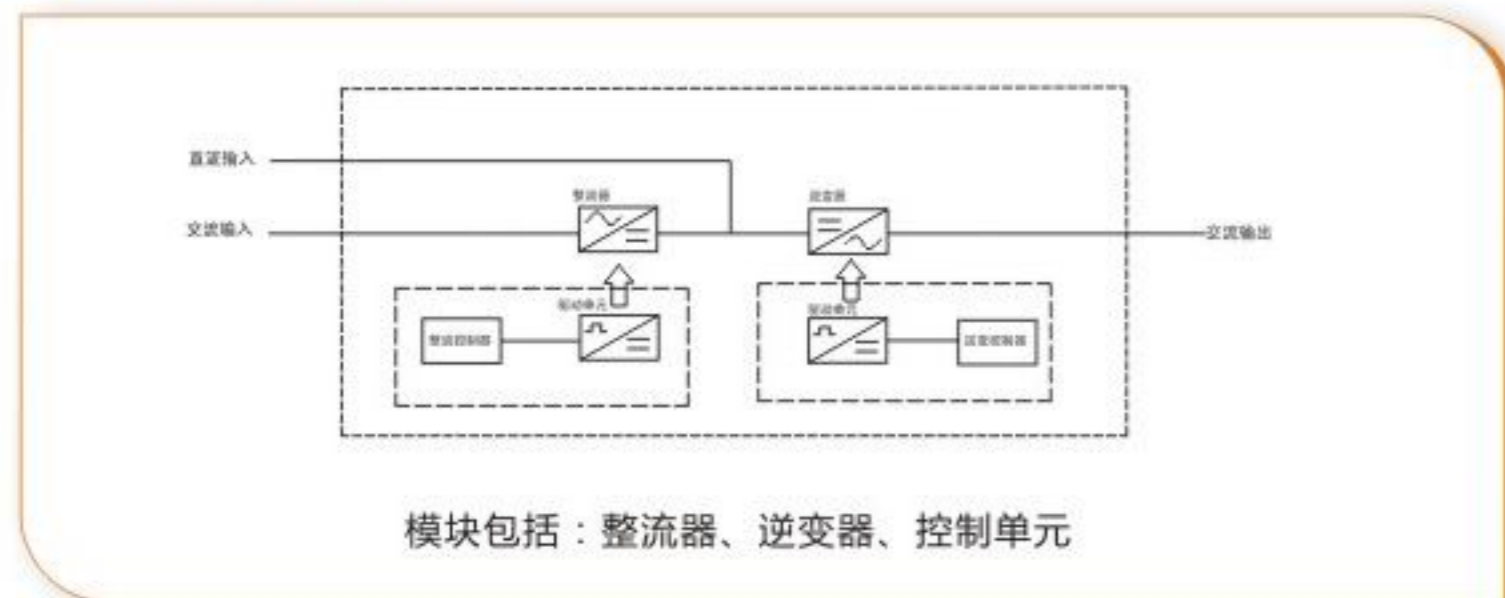 直流输入
整流器
逆变器
交流输入
交流输出
驱动单元
驱动单元
整流控制器
逆变控制器
模块包括：整流器、逆变器、控制单元